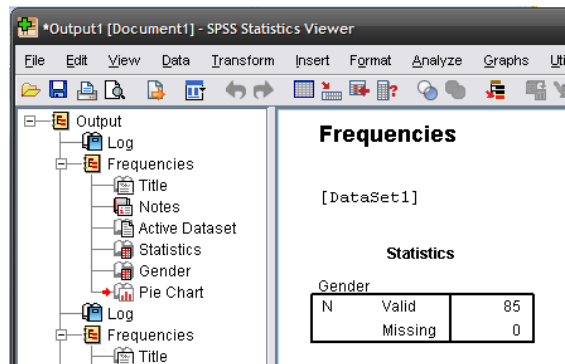 *Output1 [Document1] - SPSS Statistics Viewer
File Edit View Data Transform Insert Format Analyze Graphs
Output
Log
Frequencies
Title
Notes
Active Dataset
Statistics
Gender
Pie Chart
Log
Frequencies
Title
Frequencies
[DataSet1]
Statistics
Gender
N Valid 85
Missing 0